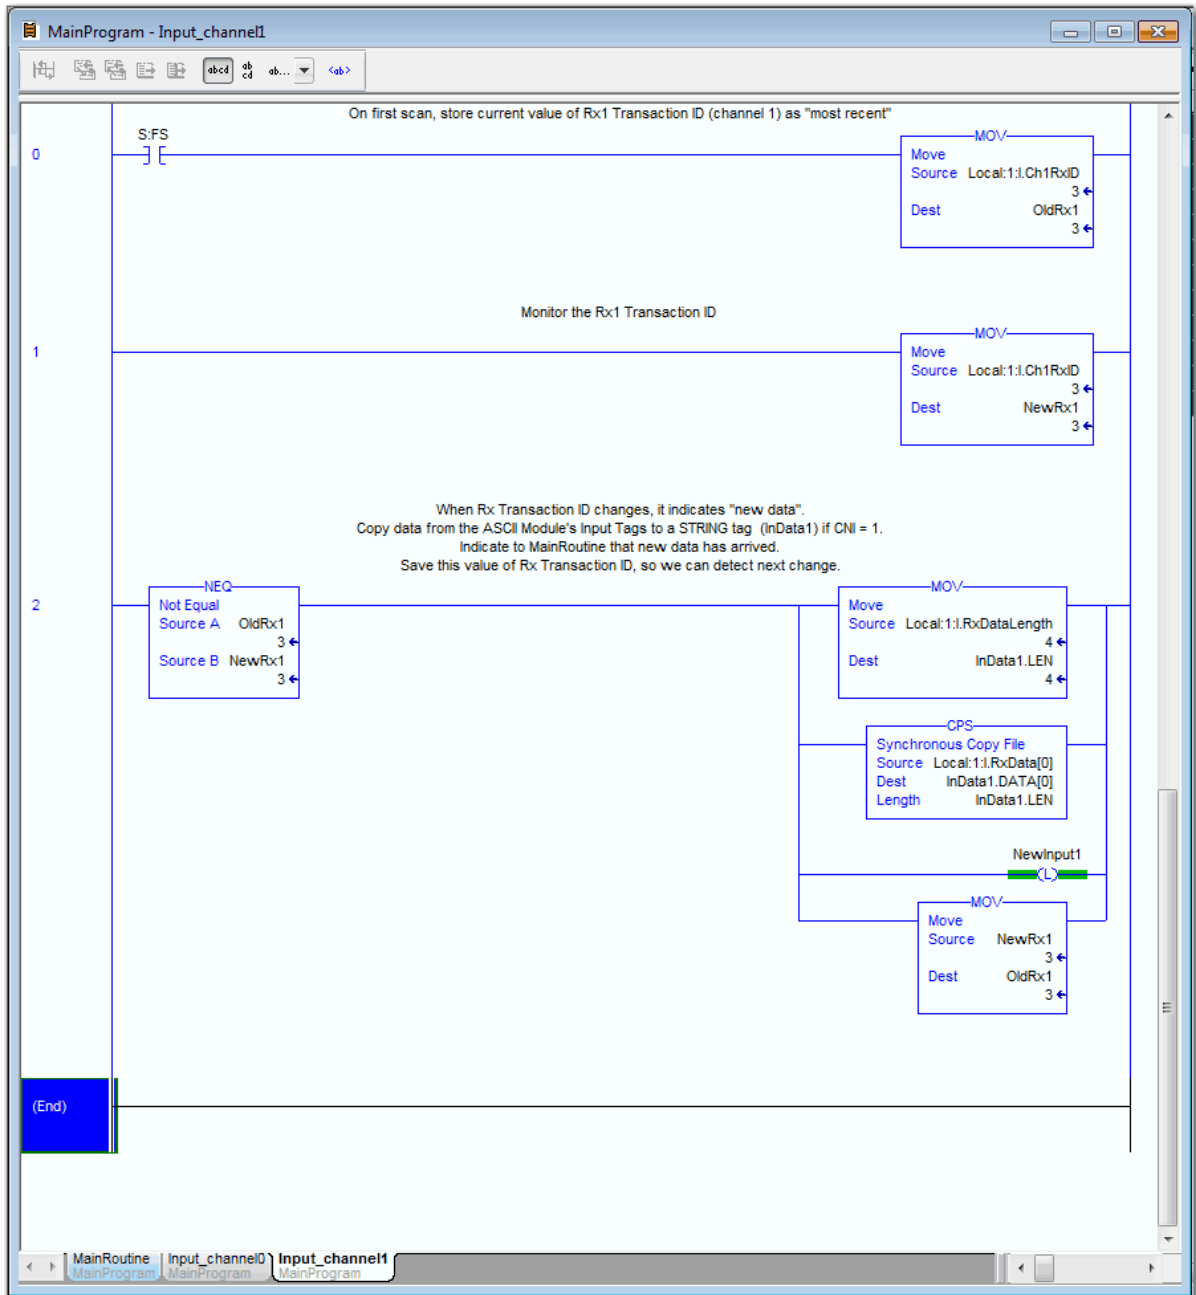 MainProgram - Input_channel1
abcd ab cd ab... <ab>
On first scan, store current value of Rx1 Transaction ID (channel 1) as "most recent"
0
S:FS
MOV
Move
Source Local:1:I.Ch1RxID
3
Dest OldRx1
3
Monitor the Rx1 Transaction ID
1
MOV
Move
Source Local:1:I.Ch1RxID
3
Dest NewRx1
3
When Rx Transaction ID changes, it indicates "new data".
Copy data from the ASCII Module's Input Tags to a STRING tag (InData1) if CNI = 1.
Indicate to MainRoutine that new data has arrived.
Save this value of Rx Transaction ID, so we can detect next change.
2
NEQ
Not Equal
Source A OldRx1
3
Source B NewRx1
3
MOV
Move
Source Local:1:I.RxDataLength
4
Dest InData1.LEN
4
CPS
Synchronous Copy File
Source Local:1:I.RxData[0]
Dest InData1.DATA[0]
Length InData1.LEN
NewInput1
L
MOV
Move
Source NewRx1
3
Dest OldRx1
3
(End)
MainRoutine Input_channel0 Input_channel1
MainProgram MainProgram MainProgram